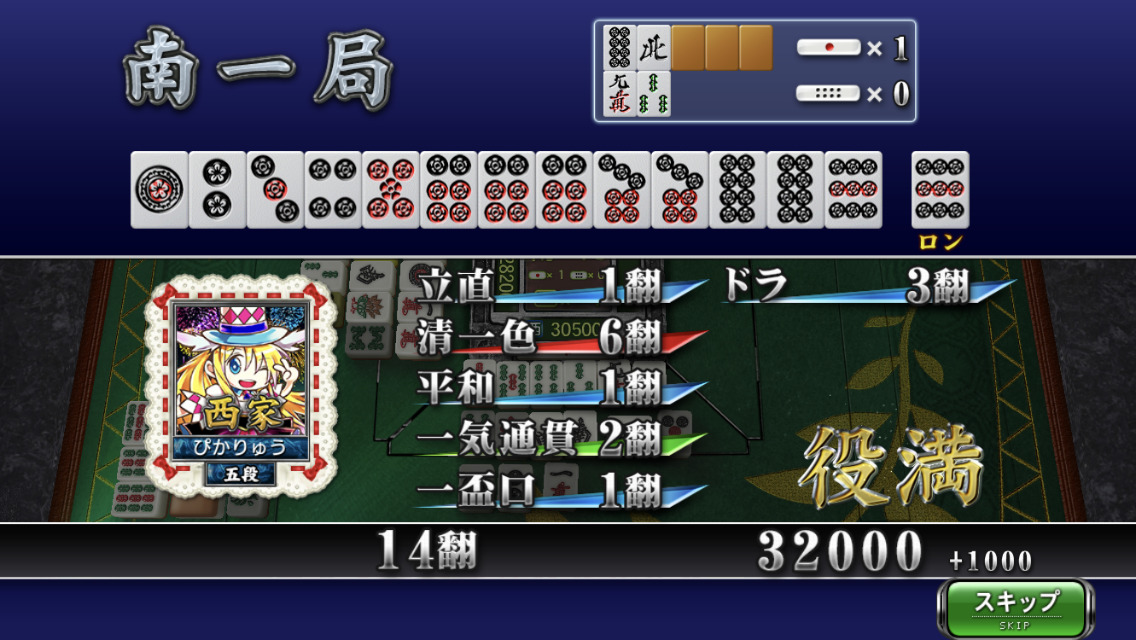 南一局
× 1
× 0
ロン
立直 1翻
ドラ 3翻
清一色 6翻
平和 1翻
一気通貫 2翻
一盃口 1翻
30500
西家
ぴかりゅう
五段
役満
14翻
32000 +1000
スキップ
SKIP